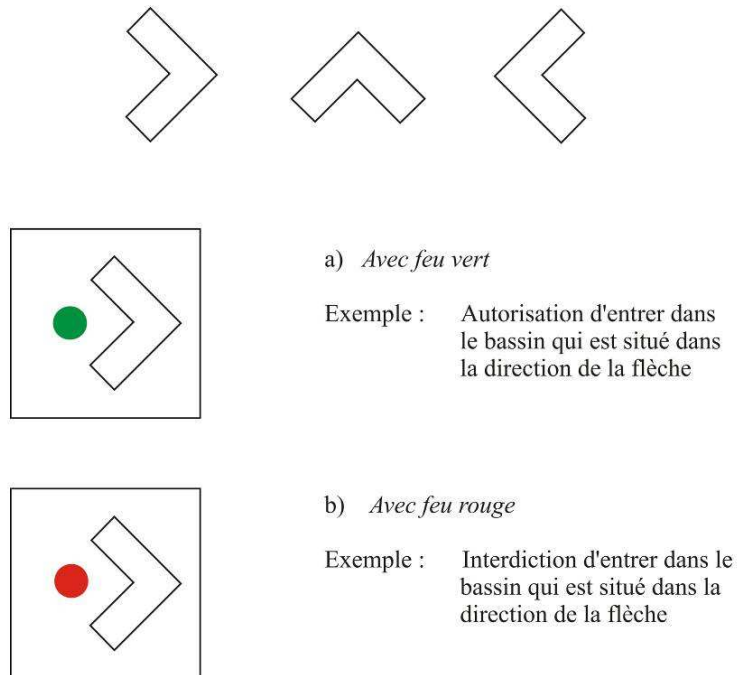 a) Avec feu vert
Exemple : Autorisation d'entrer dans
le bassin qui est situé dans
la direction de la flèche
b) Avec feu rouge
Exemple : Interdiction d'entrer dans le
bassin qui est situé dans la
direction de la flèche